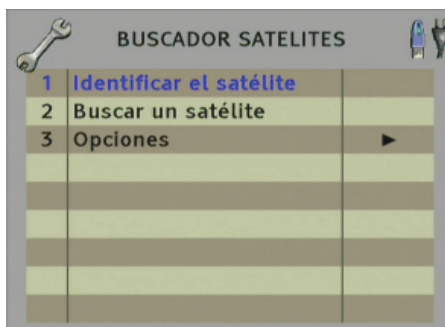 BUSCADOR SATELITES
1 Identificar el satélite
2 Buscar un satélite
3 Opciones ►